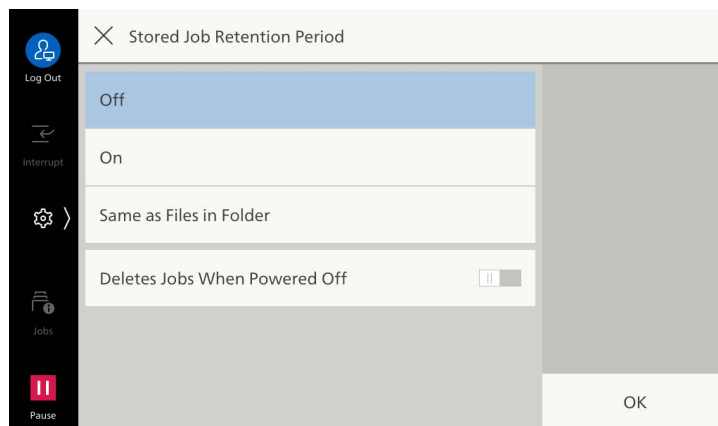 Stored Job Retention Period
Log Out
Interrupt
Jobs
Pause
Off
On
Same as Files in Folder
Deletes Jobs When Powered Off
OK